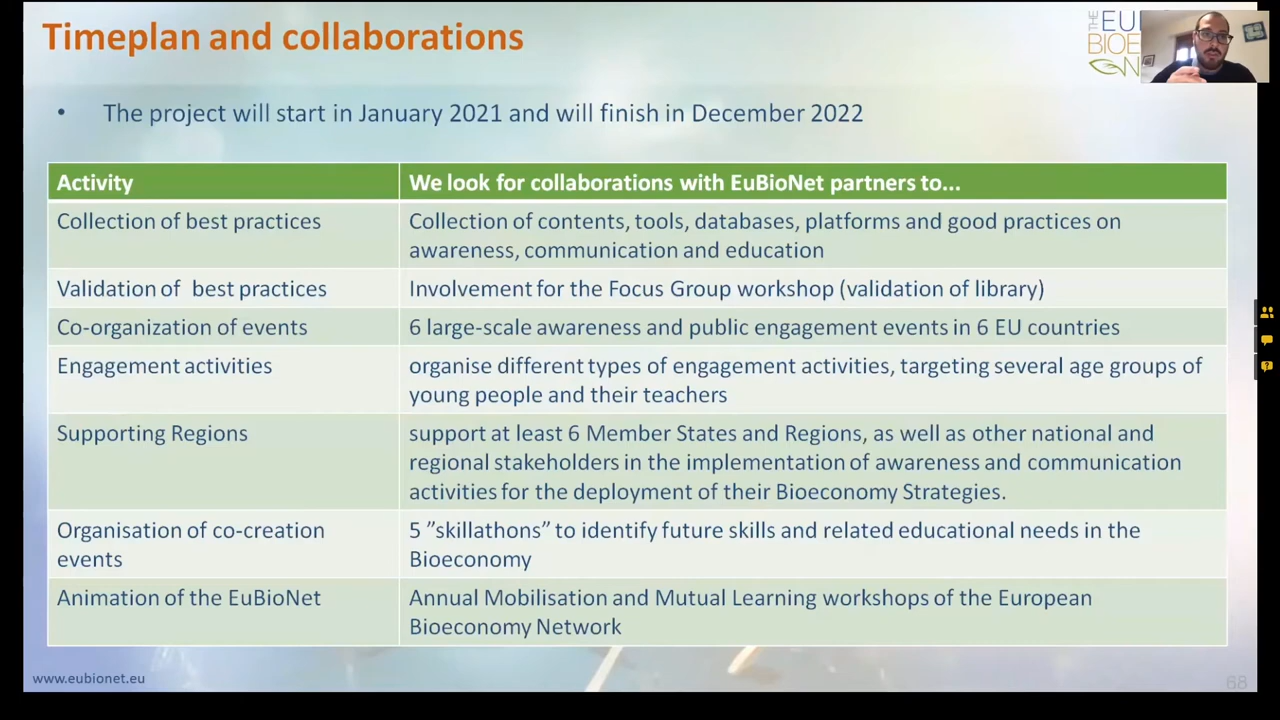 Timeplan and collaborations
THE EU
BIOE
N
• The project will start in January 2021 and will finish in December 2022
Activity
We look for collaborations with EuBioNet partners to...
Collection of best practices
Collection of contents, tools, databases, platforms and good practices on
awareness, communication and education
Validation of  best practices
Involvement for the Focus Group workshop (validation of library)
Co-organization of events
6 large-scale awareness and public engagement events in 6 EU countries
Engagement activities
organise different types of engagement activities, targeting several age groups of
young people and their teachers
Supporting Regions
support at least 6 Member States and Regions, as well as other national and
regional stakeholders in the implementation of awareness and communication
activities for the deployment of their Bioeconomy Strategies.
Organisation of co-creation
events
5 ”skillathons” to identify future skills and related educational needs in the
Bioeconomy
Animation of the EuBioNet
Annual Mobilisation and Mutual Learning workshops of the European
Bioeconomy Network
www.eubionet.eu
68